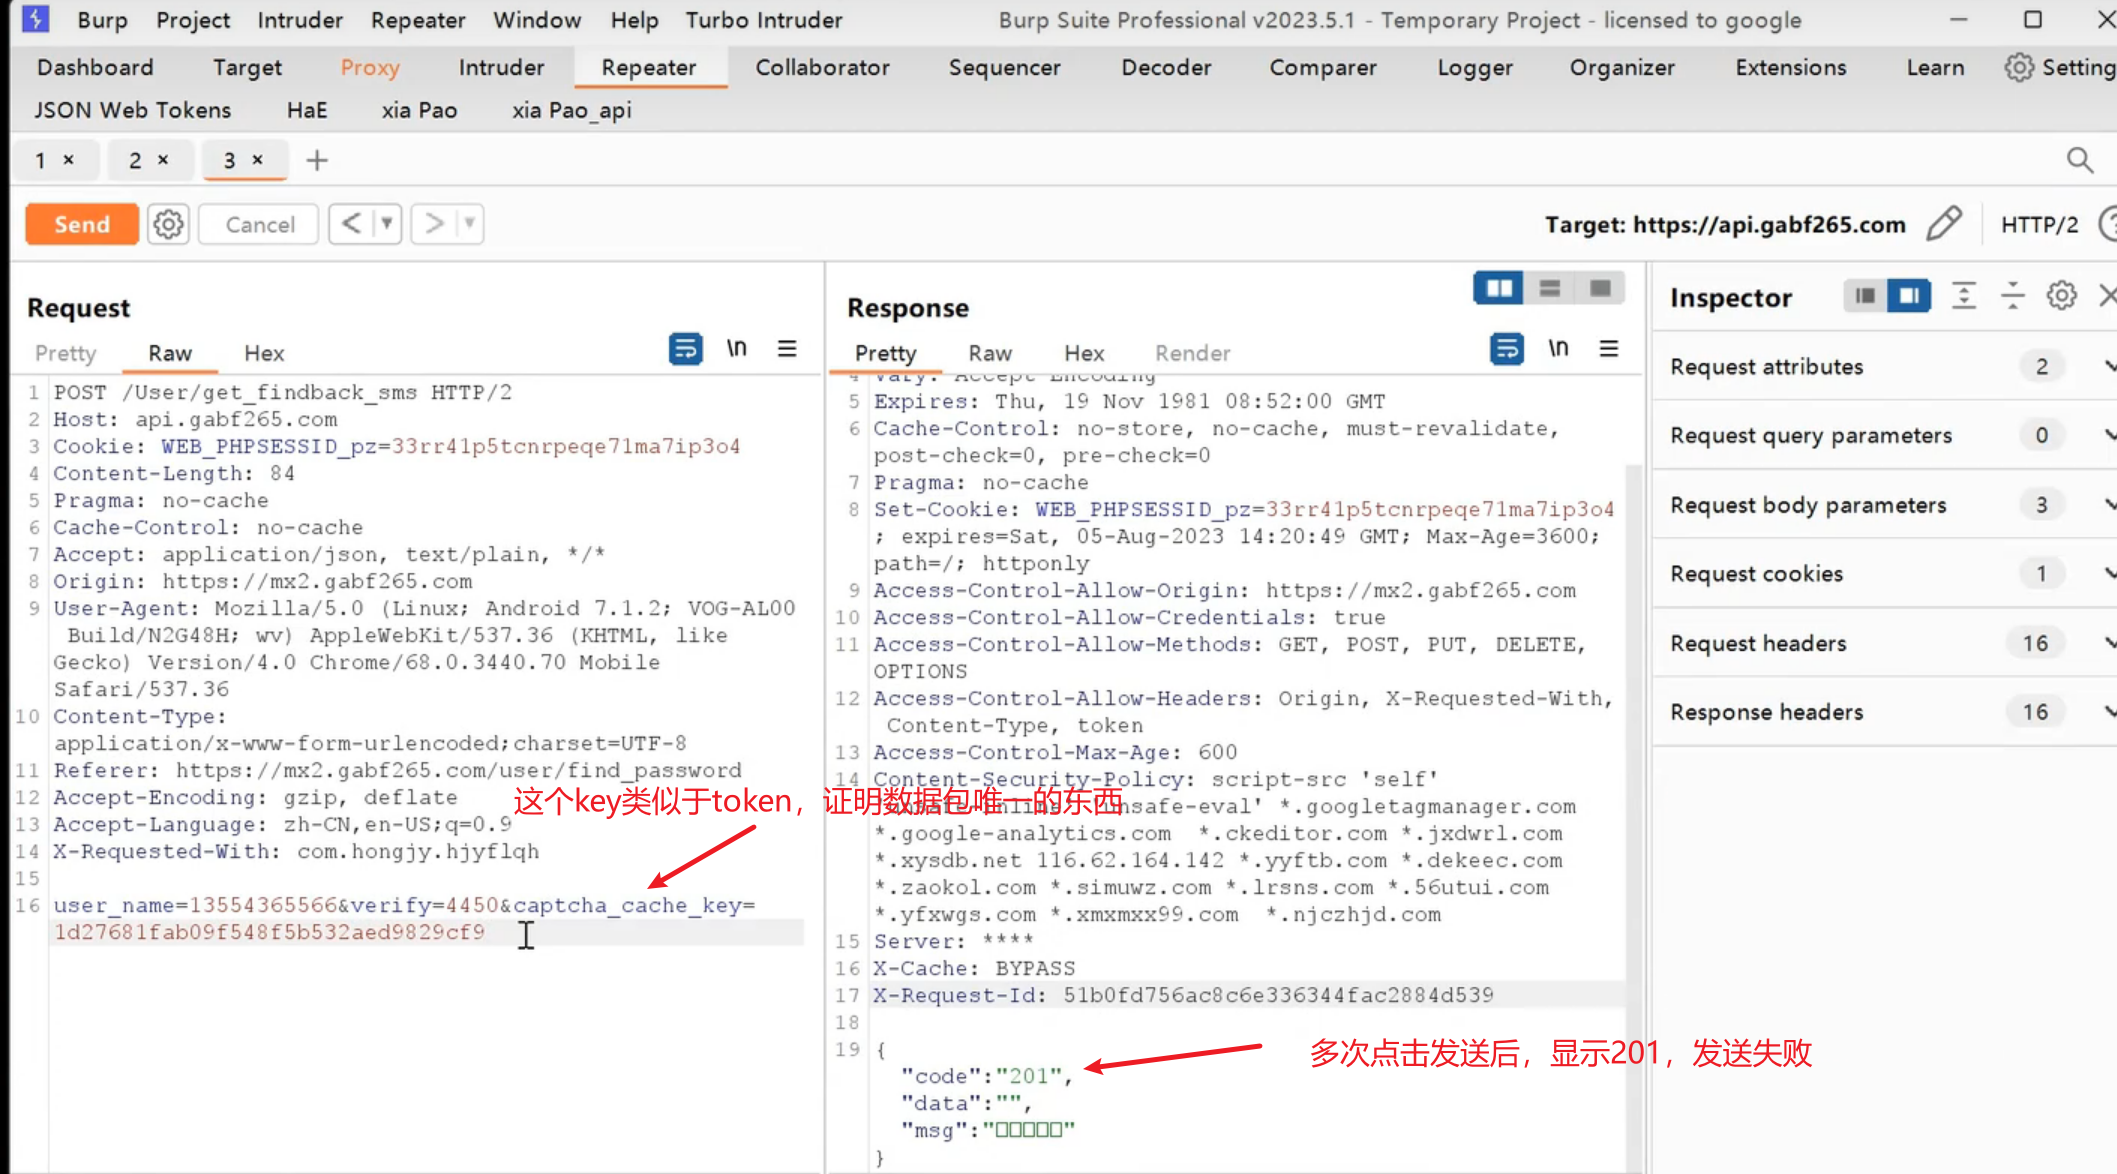 Burp Project Intruder Repeater Window Help Turbo Intruder Burp Suite Professional v2023.5.1 - Temporary Project - licensed to google
Dashboard Target Proxy Intruder Repeater Collaborator Sequencer Decoder Comparer Logger Organizer Extensions Learn Setting
JSON Web Tokens HaE xia Pao xia Pao_api
1 × 2 × 3 × +
Send Cancel < > Target: https://api.gabf265.com HTTP/2
Request
Pretty Raw Hex \n
1 POST /User/get_findback_sms HTTP/2
2 Host: api.gabf265.com
3 Cookie: WEB_PHPSESSID_pz=33rr41p5tcnrpeqe71ma7ip3o4
4 Content-Length: 84
5 Pragma: no-cache
6 Cache-Control: no-cache
7 Accept: application/json, text/plain, */*
8 Origin: https://mx2.gabf265.com
9 User-Agent: Mozilla/5.0 (Linux; Android 7.1.2; VOG-AL00
Build/N2G48H; wv) AppleWebKit/537.36 (KHTML, like
Gecko) Version/4.0 Chrome/68.0.3440.70 Mobile
Safari/537.36
10 Content-Type:
application/x-www-form-urlencoded;charset=UTF-8
11 Referer: https://mx2.gabf265.com/user/find_password
12 Accept-Encoding: gzip, deflate
13 Accept-Language: zh-CN,en-US;q=0.9
14 X-Requested-With: com.hongjy.hjyflqh
15
16 user_name=13554365566&verify=4450&captcha_cache_key=
1d27681fab09f548f5b532aed9829cf9
这个key类似于token，证明数据包唯一的东西
Response
Pretty Raw Hex Render \n
4 Vary: Accept-Encoding
5 Expires: Thu, 19 Nov 1981 08:52:00 GMT
6 Cache-Control: no-store, no-cache, must-revalidate,
post-check=0, pre-check=0
7 Pragma: no-cache
8 Set-Cookie: WEB_PHPSESSID_pz=33rr41p5tcnrpeqe71ma7ip3o4
; expires=Sat, 05-Aug-2023 14:20:49 GMT; Max-Age=3600;
path=/; httponly
9 Access-Control-Allow-Origin: https://mx2.gabf265.com
10 Access-Control-Allow-Credentials: true
11 Access-Control-Allow-Methods: GET, POST, PUT, DELETE,
OPTIONS
12 Access-Control-Allow-Headers: Origin, X-Requested-With,
Content-Type, token
13 Access-Control-Max-Age: 600
14 Content-Security-Policy: script-src 'self'
'unsafe-inline' 'unsafe-eval' *.googletagmanager.com
*.google-analytics.com *.ckeditor.com *.jxdwrl.com
*.xysdb.net 116.62.164.142 *.yyftb.com *.dekeec.com
*.zaokol.com *.simuwz.com *.lrsns.com *.56utui.com
*.yfxwgs.com *.xmxmxx99.com *.njczhjd.com
15 Server: ****
16 X-Cache: BYPASS
17 X-Request-Id: 51b0fd756ac8c6e336344fac2884d539
18
19 {
"code":"201",
"data":"",
"msg":"□□□□□"
}
多次点击发送后，显示201，发送失败
Inspector
Request attributes 2
Request query parameters 0
Request body parameters 3
Request cookies 1
Request headers 16
Response headers 16